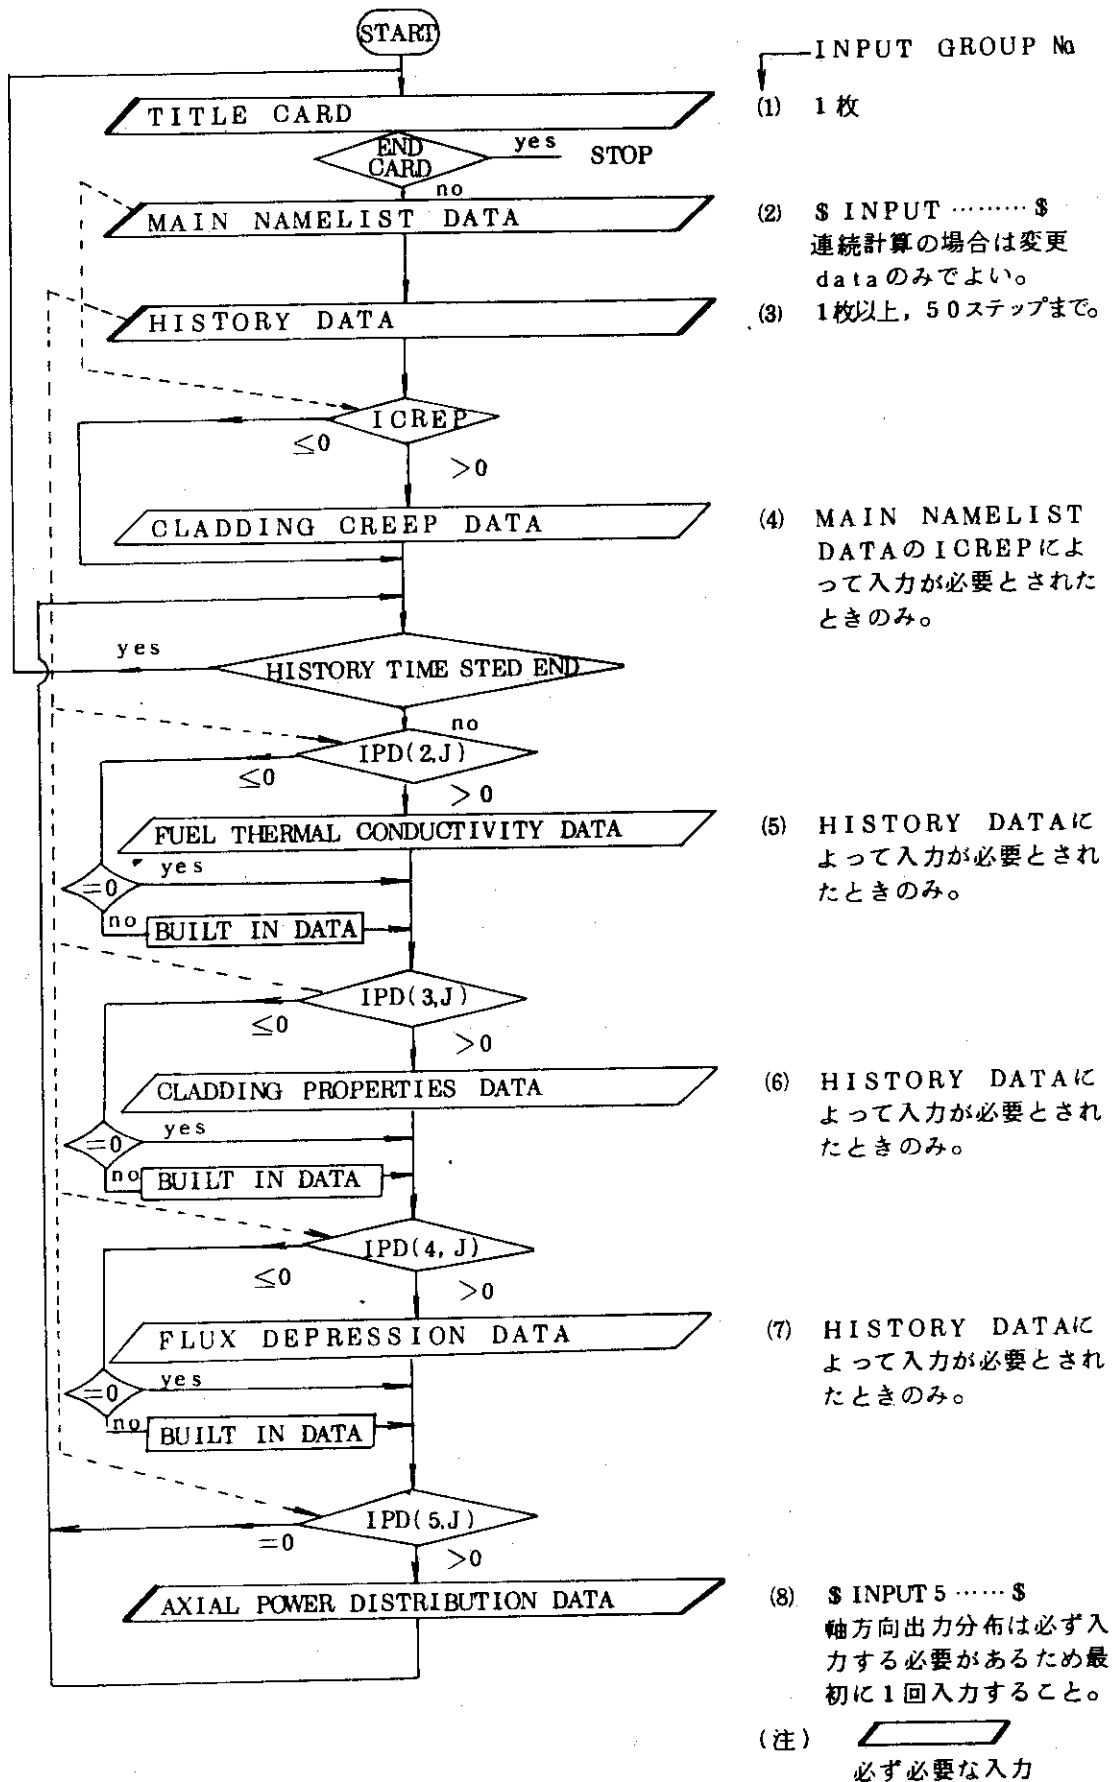 START
INPUT GROUP No
TITLE CARD
(1) 1枚
END
CARD
yes
STOP
no
MAIN NAMELIST DATA
(2) $ INPUT ……… $
連続計算の場合は変更
dataのみでよい。
HISTORY DATA
(3) 1枚以上, 50ステップまで。
ICREP
≦0
>0
CLADDING CREEP DATA
(4) MAIN NAMELIST
DATAのICREPによ
って入力が必要とされた
ときのみ。
yes
HISTORY TIME STED END
no
IPD(2,J)
≦0
>0
FUEL THERMAL CONDUCTIVITY DATA
(5) HISTORY DATAに
よって入力が必要とされ
たときのみ。
=0
yes
no
BUILT IN DATA
IPD(3,J)
≦0
>0
CLADDING PROPERTIES DATA
(6) HISTORY DATAに
よって入力が必要とされ
たときのみ。
=0
yes
no
BUILT IN DATA
IPD(4, J)
≦0
>0
FLUX DEPRESSION DATA
(7) HISTORY DATAに
よって入力が必要とされ
たときのみ。
=0
yes
no
BUILT IN DATA
IPD(5,J)
=0
>0
AXIAL POWER DISTRIBUTION DATA
(8) $ INPUT 5 …… $
軸方向出力分布は必ず入
力する必要があるため最
初に1回入力すること。
(注)
必ず必要な入力